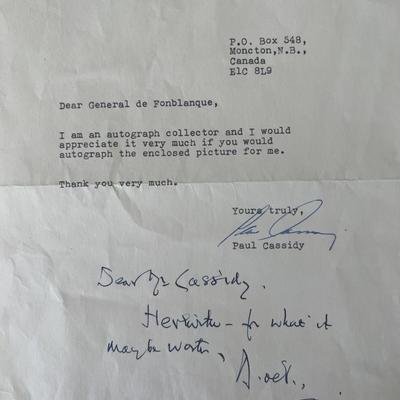 P.O. Box 548,
Moncton,N.B.,
Canada
E1C 8L9
Dear General de Fonblanque,
I am an autograph collector and I would
appreciate it very much if you would
autograph the enclosed picture for me.
Thank you very much.
Yours truly,
Paul Cassidy
Dear Mr Cassidy,
Herewith - for what it
may be worth,